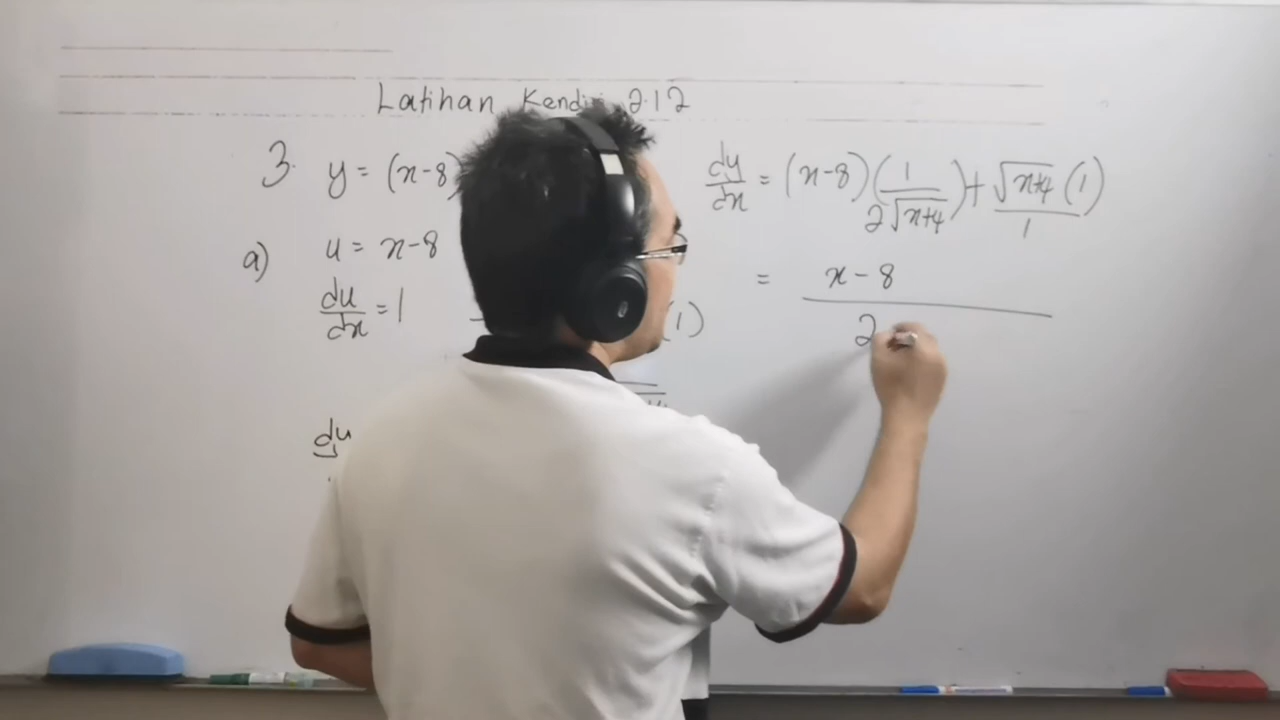 Latihan Kendiri 2.12
3. y = (x-8)
a) u = x-8
du/dx = 1
(1)
du
dy/dx = (x-8)(1/2√(x+4)) + √(x+4)/1 (1)
= x-8
2